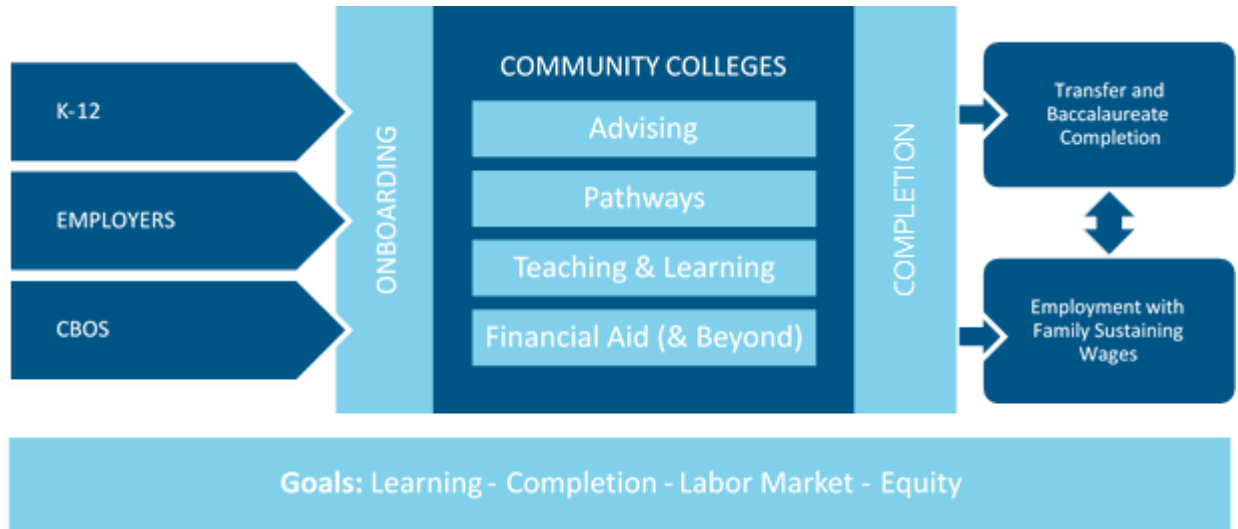 K-12
EMPLOYERS
CBOS
ONBOARDING
COMMUNITY COLLEGES
Advising
Pathways
Teaching & Learning
Financial Aid (& Beyond)
COMPLETION
Transfer and
Baccalaureate
Completion
Employment with
Family Sustaining
Wages
Goals: Learning - Completion - Labor Market - Equity